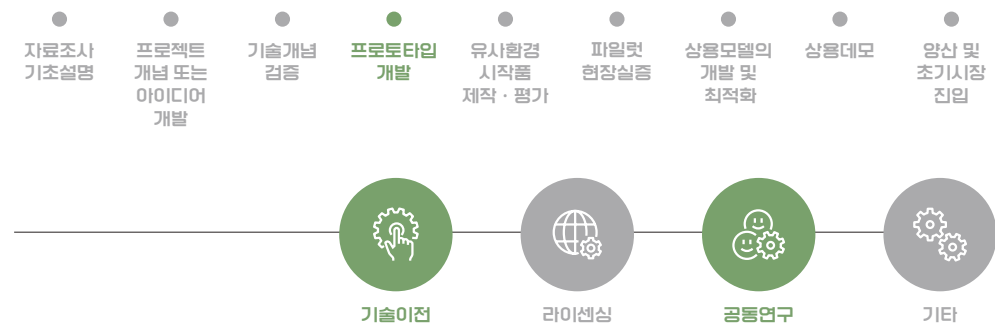 자료조사
기초설명
프로젝트
개념 또는
아이디어
개발
기술개념
검증
프로토타입
개발
유사환경
시작품
제작 · 평가
파일럿
현장실증
상용모델의
개발 및
최적화
상용데모
양산 및
초기시장
진입
기술이전
라이센싱
공동연구
기타